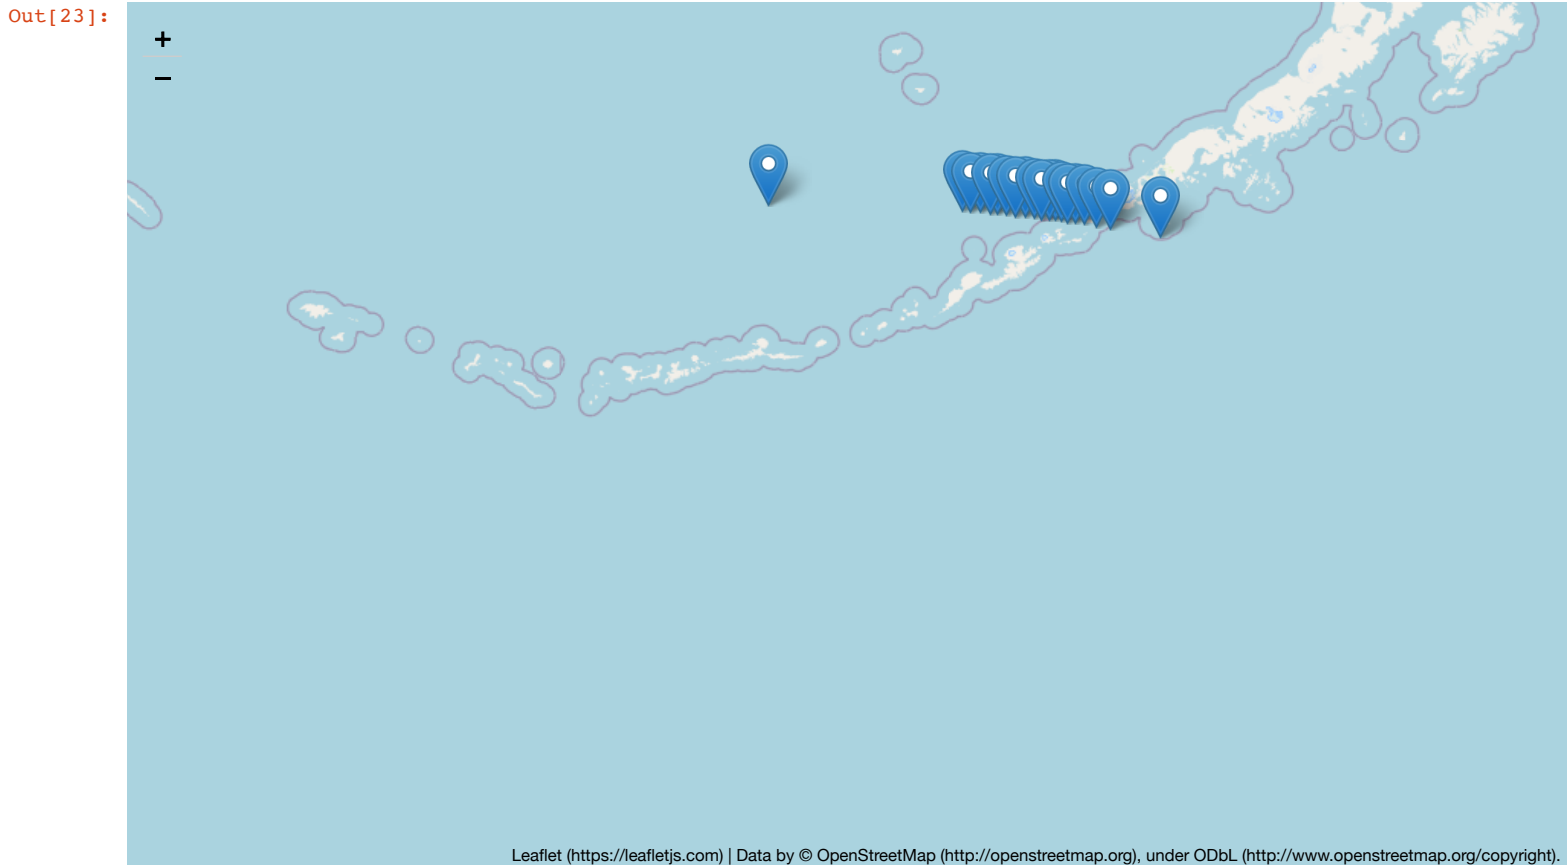 Out[23]:
+
−
Leaflet (https://leafletjs.com) | Data by © OpenStreetMap (http://openstreetmap.org), under ODbL (http://www.openstreetmap.org/copyright).